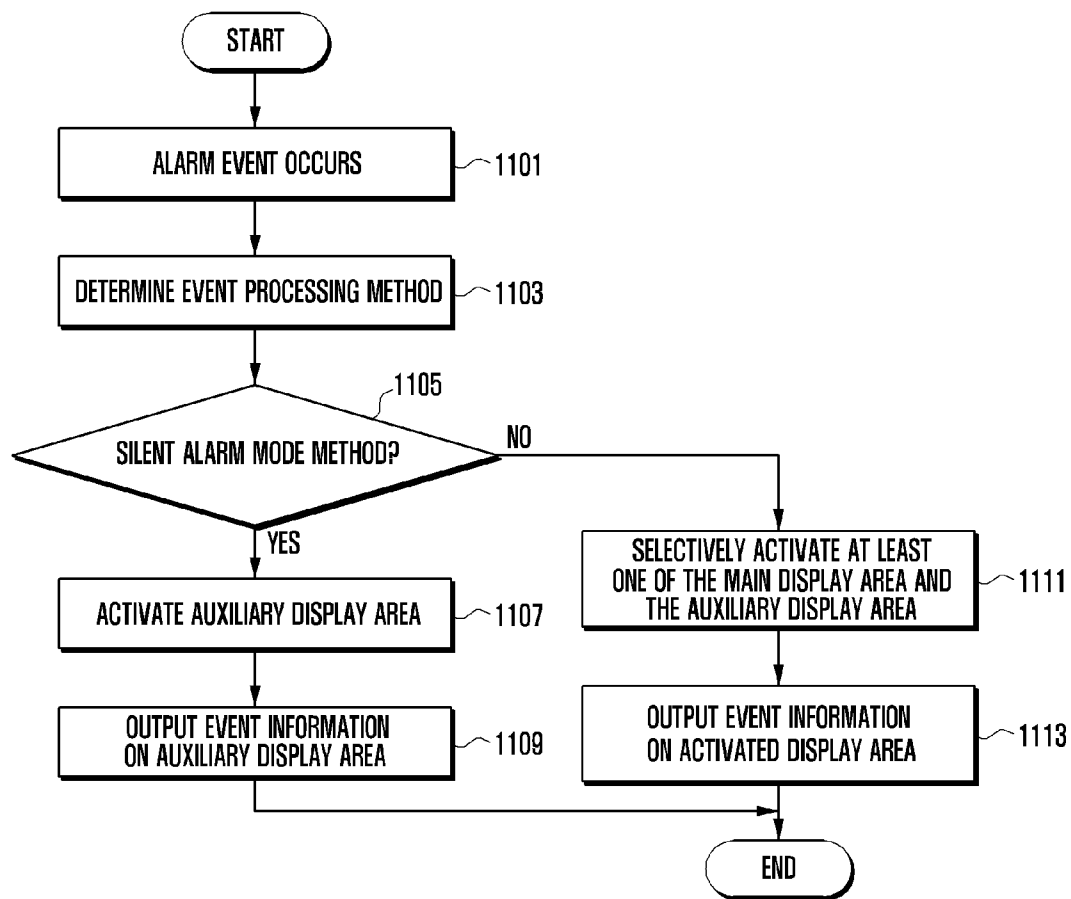 START
ALARM EVENT OCCURS
1101
DETERMINE EVENT PROCESSING METHOD
1103
1105
SILENT ALARM MODE METHOD?
NO
YES
ACTIVATE AUXILIARY DISPLAY AREA
1107
OUTPUT EVENT INFORMATION
ON AUXILIARY DISPLAY AREA
1109
SELECTIVELY ACTIVATE AT LEAST
ONE OF THE MAIN DISPLAY AREA AND
THE AUXILIARY DISPLAY AREA
1111
OUTPUT EVENT INFORMATION
ON ACTIVATED DISPLAY AREA
1113
END